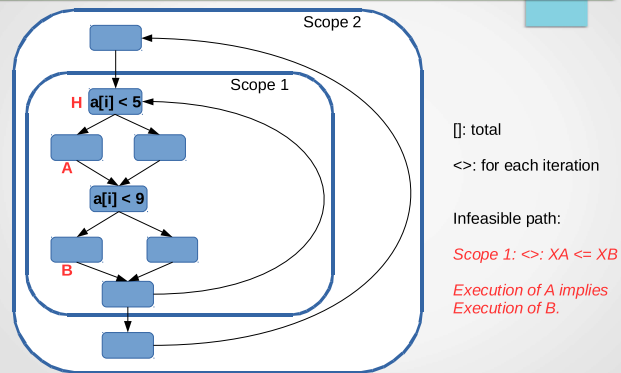 Scope 2
Scope 1
H
a[i] < 5
A
a[i] < 9
B
[]: total
<>: for each iteration
Infeasible path:
Scope 1: <>: XA <= XB
Execution of A implies
Execution of B.